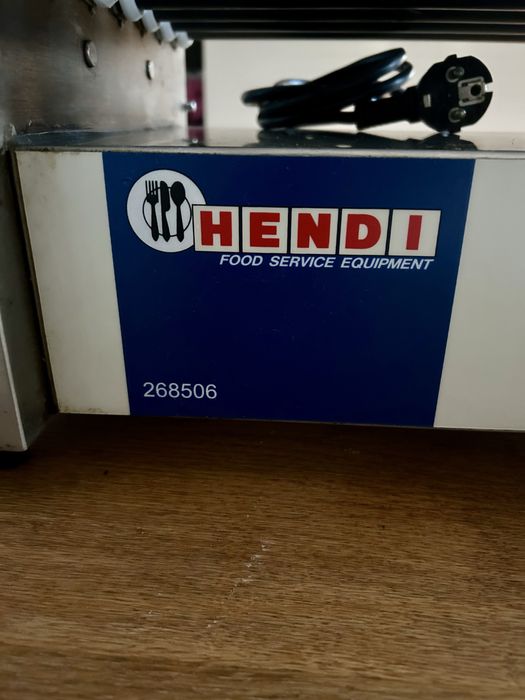 HENDI
FOOD SERVICE EQUIPMENT
268506